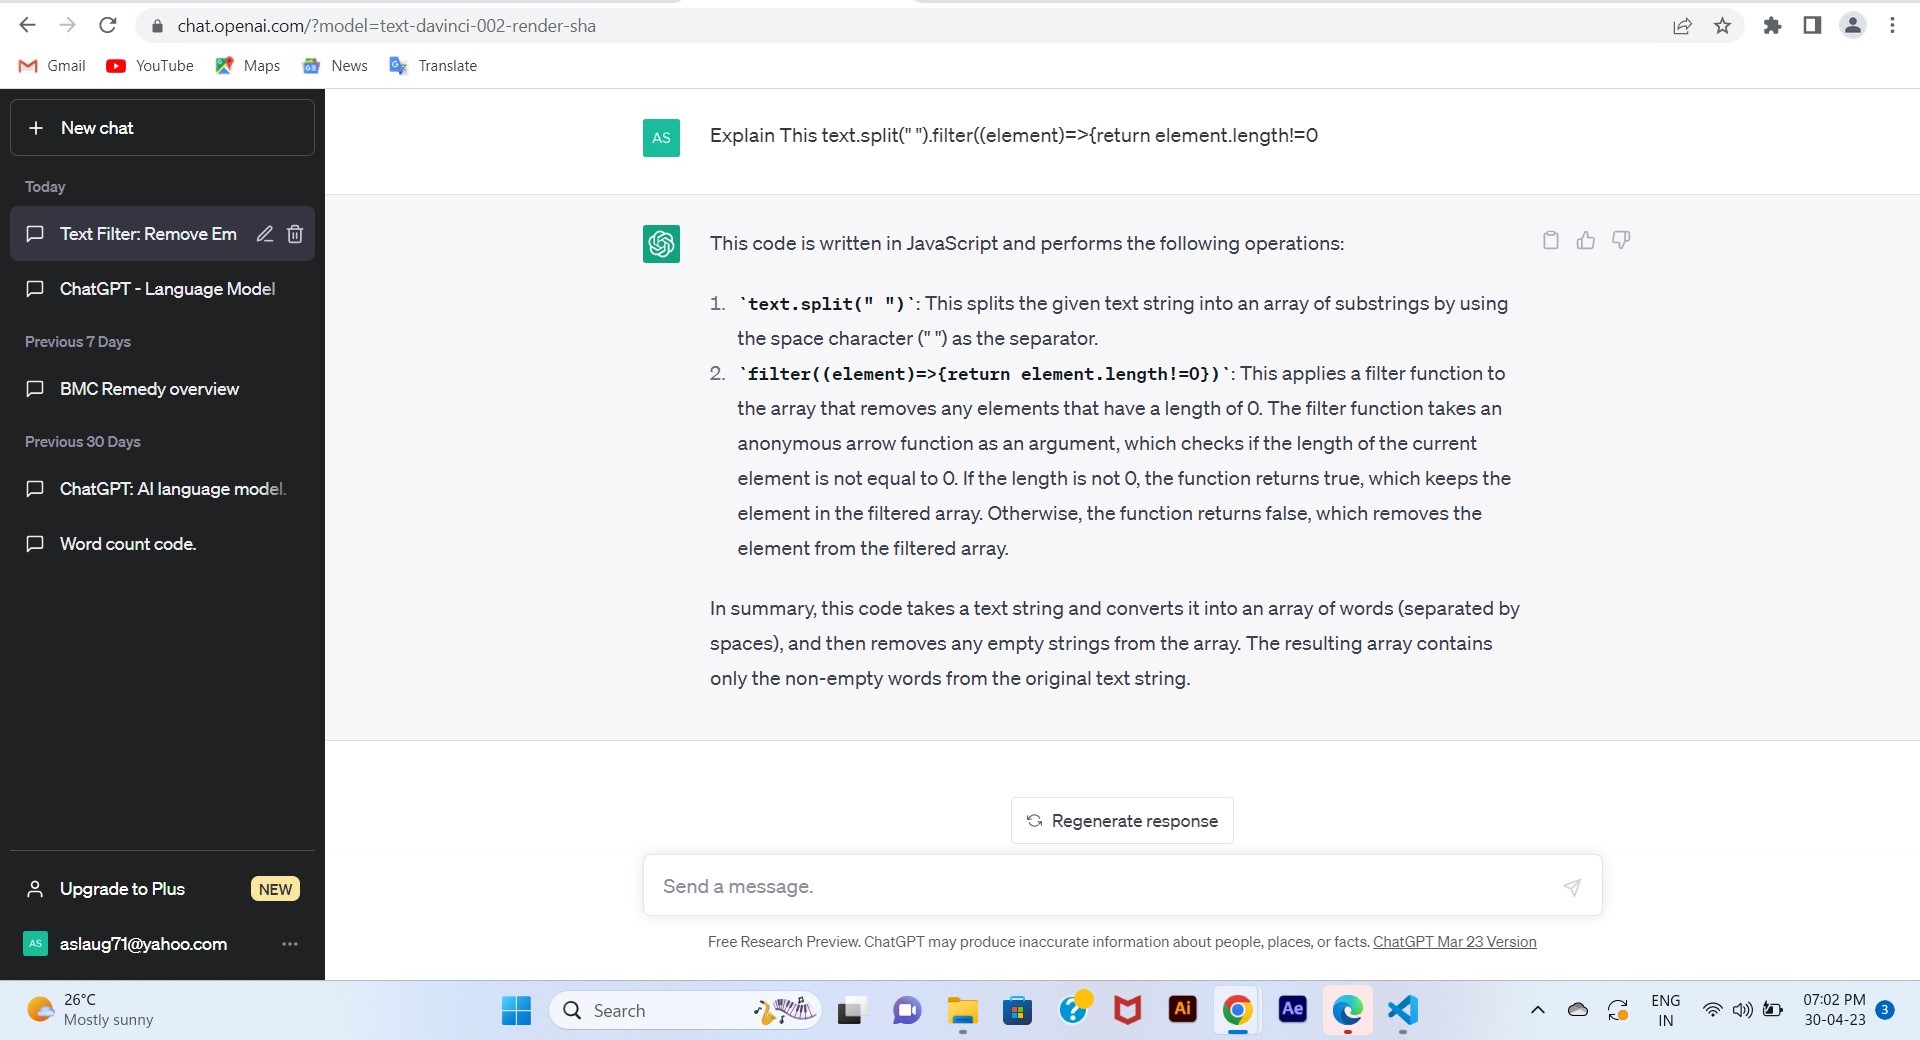 chat.openai.com/?model=text-davinci-002-render-sha
Gmail YouTube Maps News Translate
New chat
Today
Text Filter: Remove Em
ChatGPT - Language Model
Previous 7 Days
BMC Remedy overview
Previous 30 Days
ChatGPT: AI language model.
Word count code.
Upgrade to Plus NEW
AS aslaug71@yahoo.com
AS Explain This text.split(" ").filter((element)=>{return element.length!=0
This code is written in JavaScript and performs the following operations:
1. `text.split(" ")`: This splits the given text string into an array of substrings by using
the space character (" ") as the separator.
2. `filter((element)=>{return element.length!=0})`: This applies a filter function to
the array that removes any elements that have a length of 0. The filter function takes an
anonymous arrow function as an argument, which checks if the length of the current
element is not equal to 0. If the length is not 0, the function returns true, which keeps the
element in the filtered array. Otherwise, the function returns false, which removes the
element from the filtered array.
In summary, this code takes a text string and converts it into an array of words (separated by
spaces), and then removes any empty strings from the array. The resulting array contains
only the non-empty words from the original text string.
Regenerate response
Send a message.
Free Research Preview. ChatGPT may produce inaccurate information about people, places, or facts. ChatGPT Mar 23 Version
26°C
Mostly sunny
Search
Ai
Ae
ENG
IN
07:02 PM
30-04-23
3